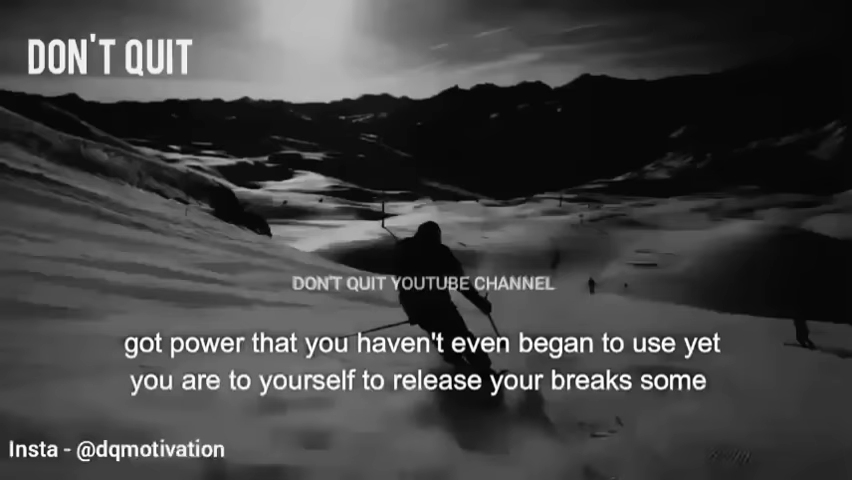 DON'T QUIT
DON'T QUIT YOUTUBE CHANNEL
got power that you haven't even began to use yet
you are to yourself to release your breaks some
Insta - @dqmotivation